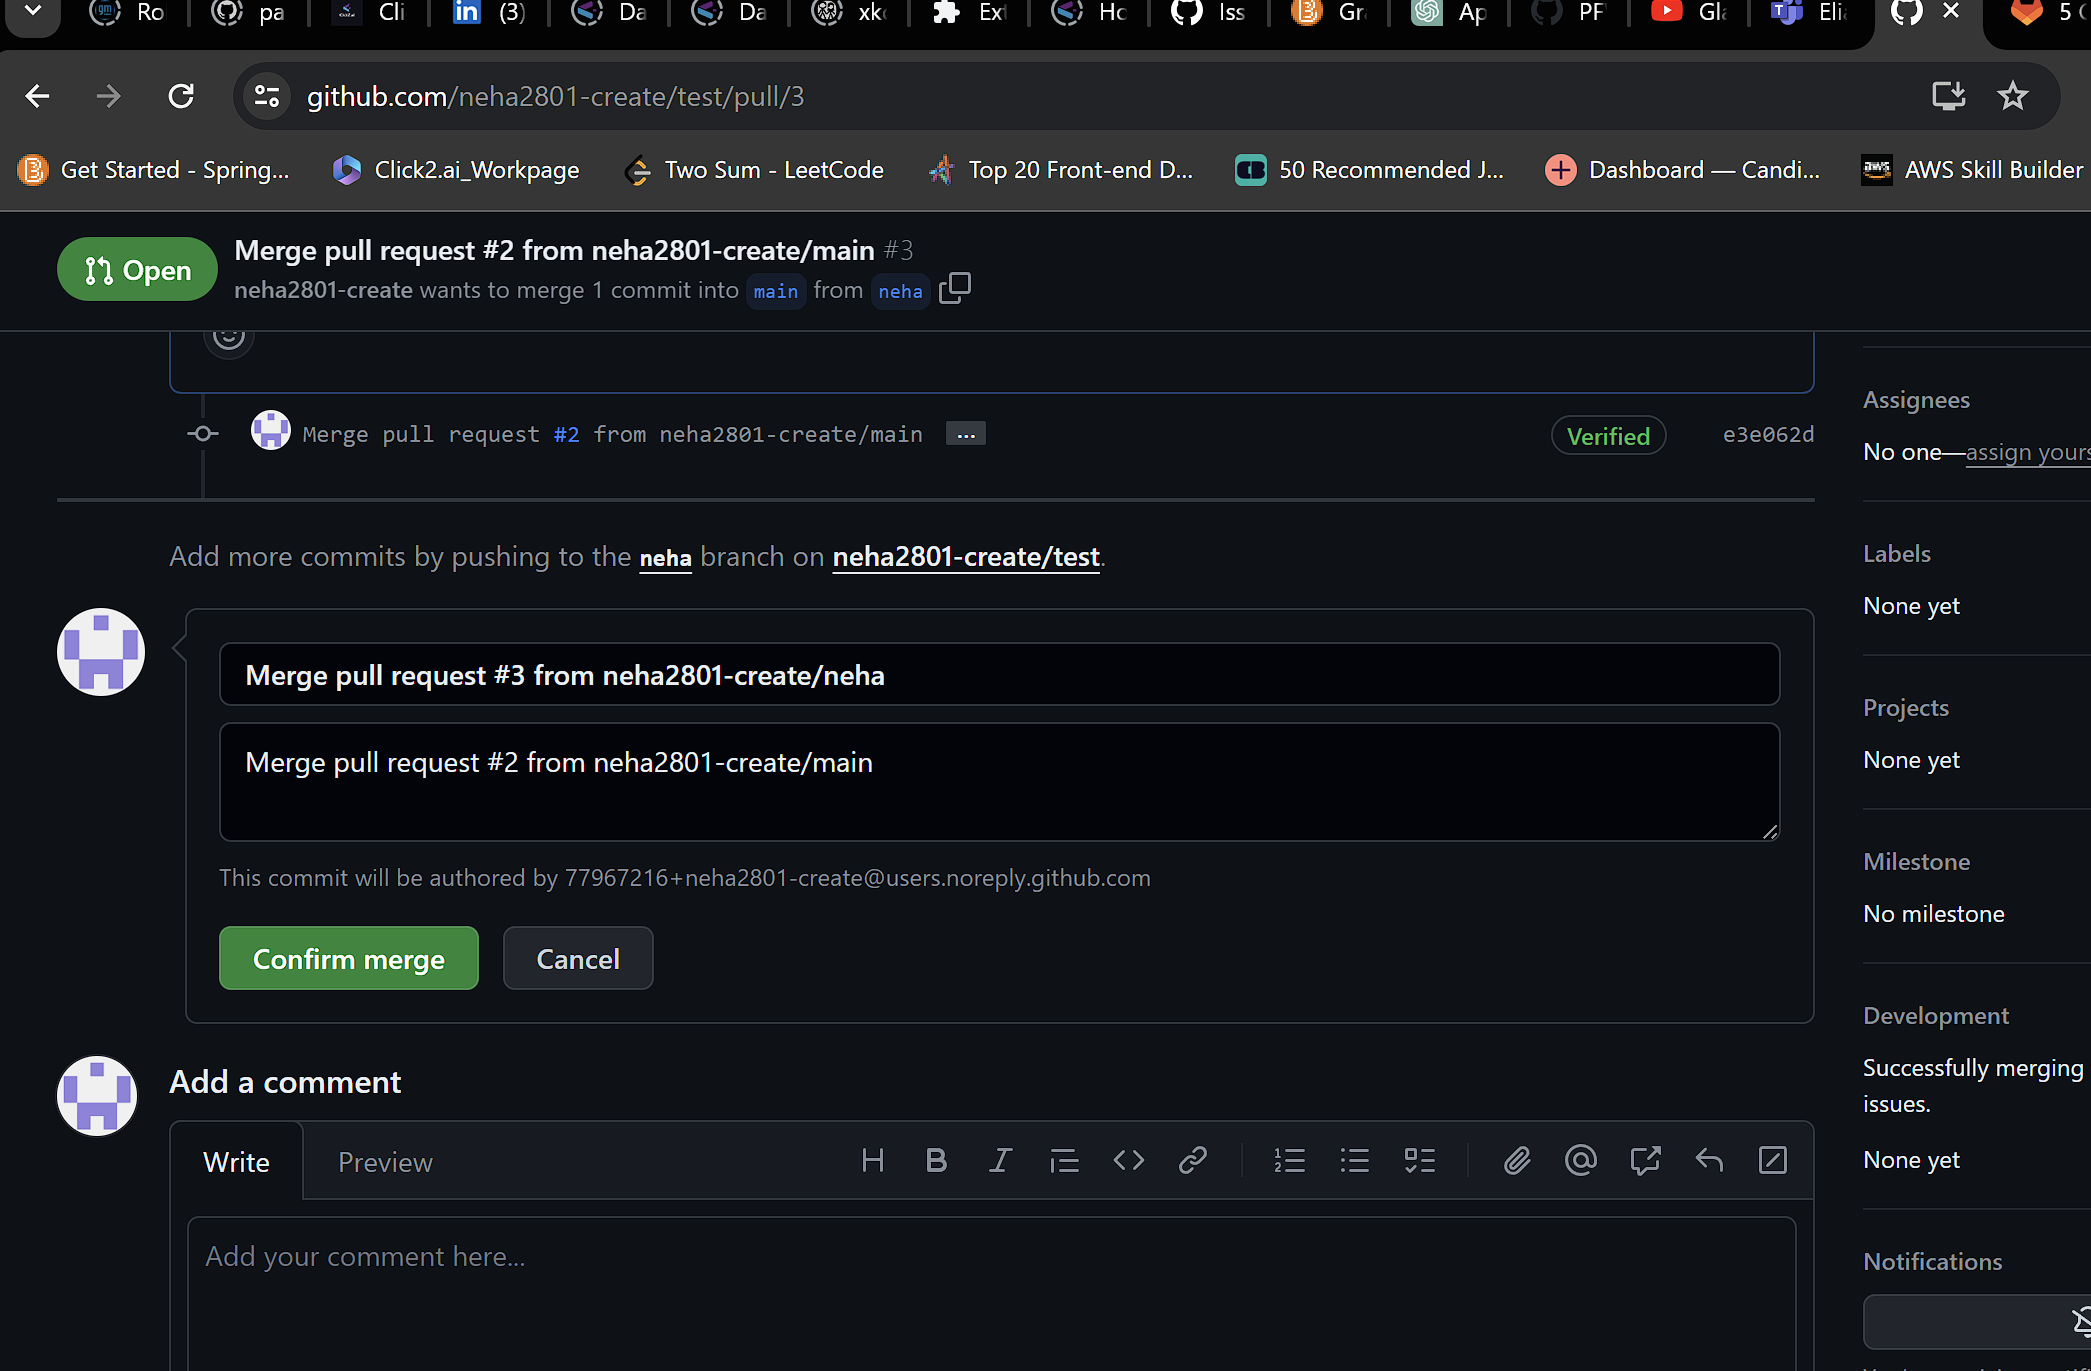 Ro pa Cli (3) Da Da xk Ex Ho Iss Gr Ap PF Gla Eli 5
github.com/neha2801-create/test/pull/3
Get Started - Spring... Click2.ai_Workpage Two Sum - LeetCode Top 20 Front-end D... 50 Recommended J... Dashboard — Candi... AWS Skill Builder
Open
Merge pull request #2 from neha2801-create/main #3
neha2801-create wants to merge 1 commit into main from neha
Merge pull request #2 from neha2801-create/main ... Verified e3e062d
Add more commits by pushing to the neha branch on neha2801-create/test.
Merge pull request #3 from neha2801-create/neha
Merge pull request #2 from neha2801-create/main
This commit will be authored by 77967216+neha2801-create@users.noreply.github.com
Confirm merge Cancel
Add a comment
Write Preview
Add your comment here...
Assignees
No one—assign yours
Labels
None yet
Projects
None yet
Milestone
No milestone
Development
Successfully merging
issues.
None yet
Notifications